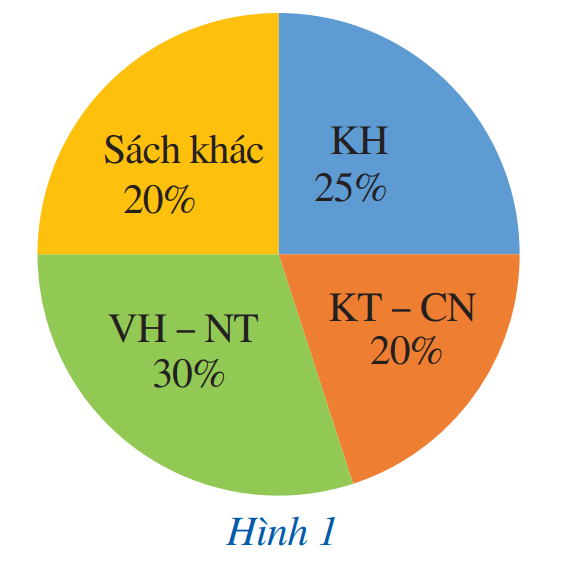 Sách khác
20%
KH
25%
VH – NT
30%
KT – CN
20%
Hình 1